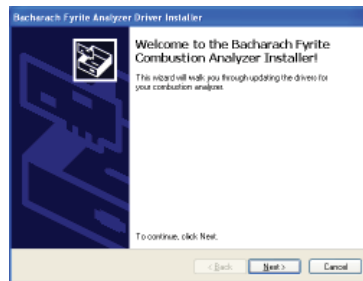 Bacharach Fyrite Analyzer Driver Installer
Welcome to the Bacharach Fyrite
Combustion Analyzer Installer!
This wizard will walk you through updating the drivers for
your combustion analyzer.
To continue, click Next.
< Back
Next >
Cancel